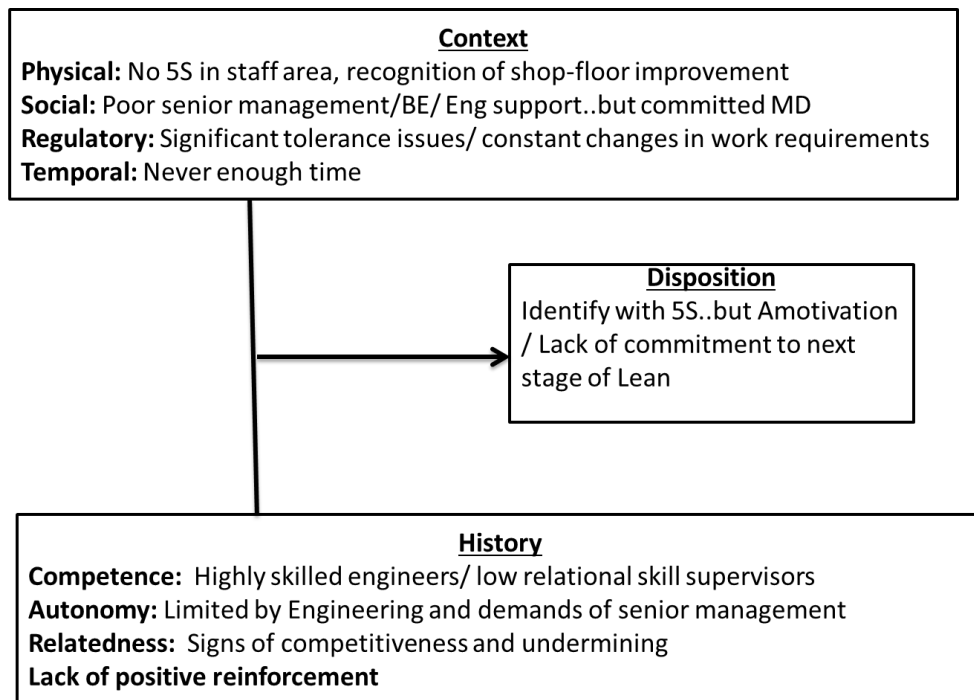 Context
Physical: No 5S in staff area, recognition of shop-floor improvement
Social: Poor senior management/BE/ Eng support..but committed MD
Regulatory: Significant tolerance issues/ constant changes in work requirements
Temporal: Never enough time
Disposition
Identify with 5S..but Amotivation
/ Lack of commitment to next
stage of Lean
History
Competence: Highly skilled engineers/ low relational skill supervisors
Autonomy: Limited by Engineering and demands of senior management
Relatedness: Signs of competitiveness and undermining
Lack of positive reinforcement